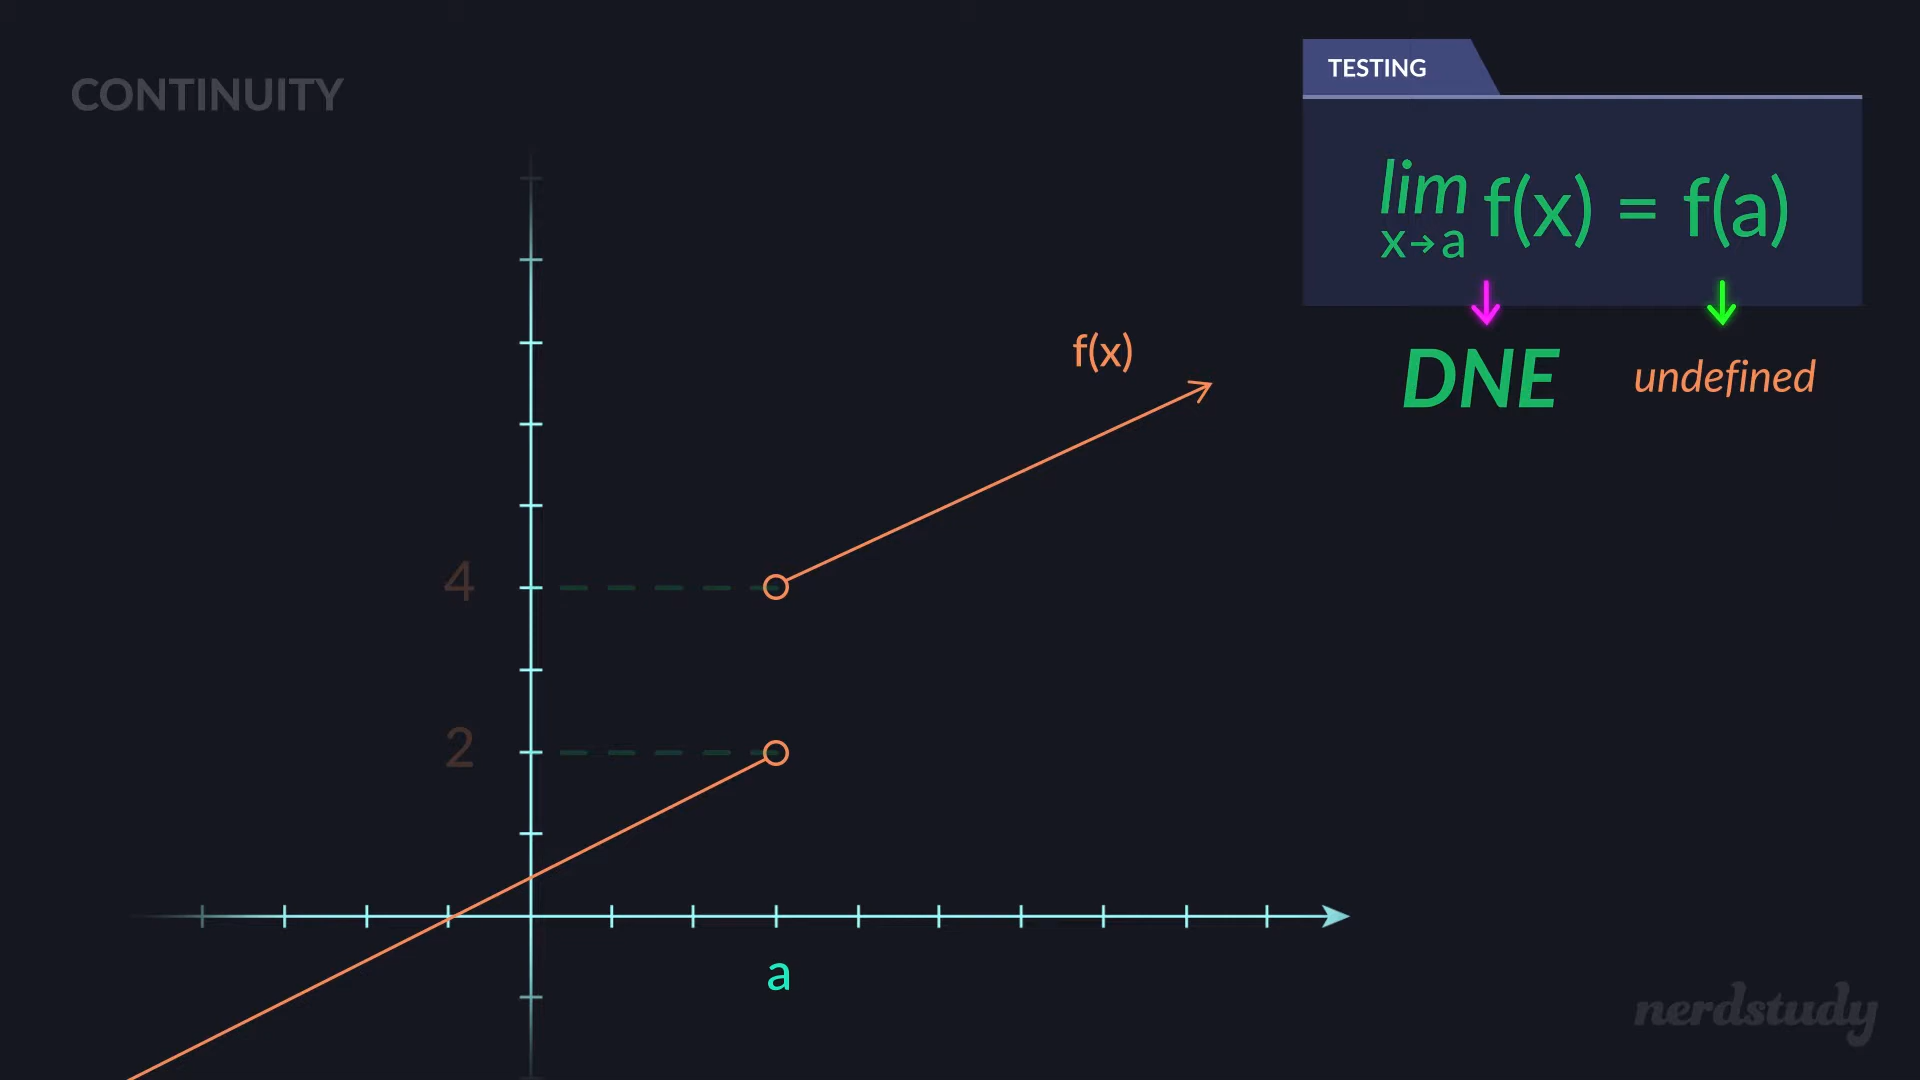 CONTINUITY
TESTING
lim f(x) = f(a)
x→a
DNE undefined
f(x)
4
2
a
nerdstudy